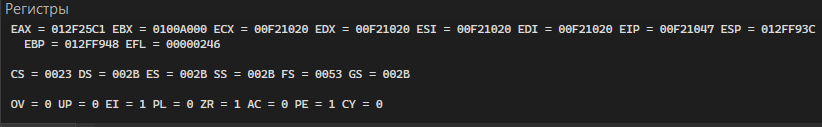 Регистры
EAX = 012F25C1 EBX = 0100A000 ECX = 00F21020 EDX = 00F21020 ESI = 00F21020 EDI = 00F21020 EIP = 00F21047 ESP = 012FF93C
EBP = 012FF948 EFL = 00000246
CS = 0023 DS = 002B ES = 002B SS = 002B FS = 0053 GS = 002B
OV = 0 UP = 0 EI = 1 PL = 0 ZR = 1 AC = 0 PE = 1 CY = 0